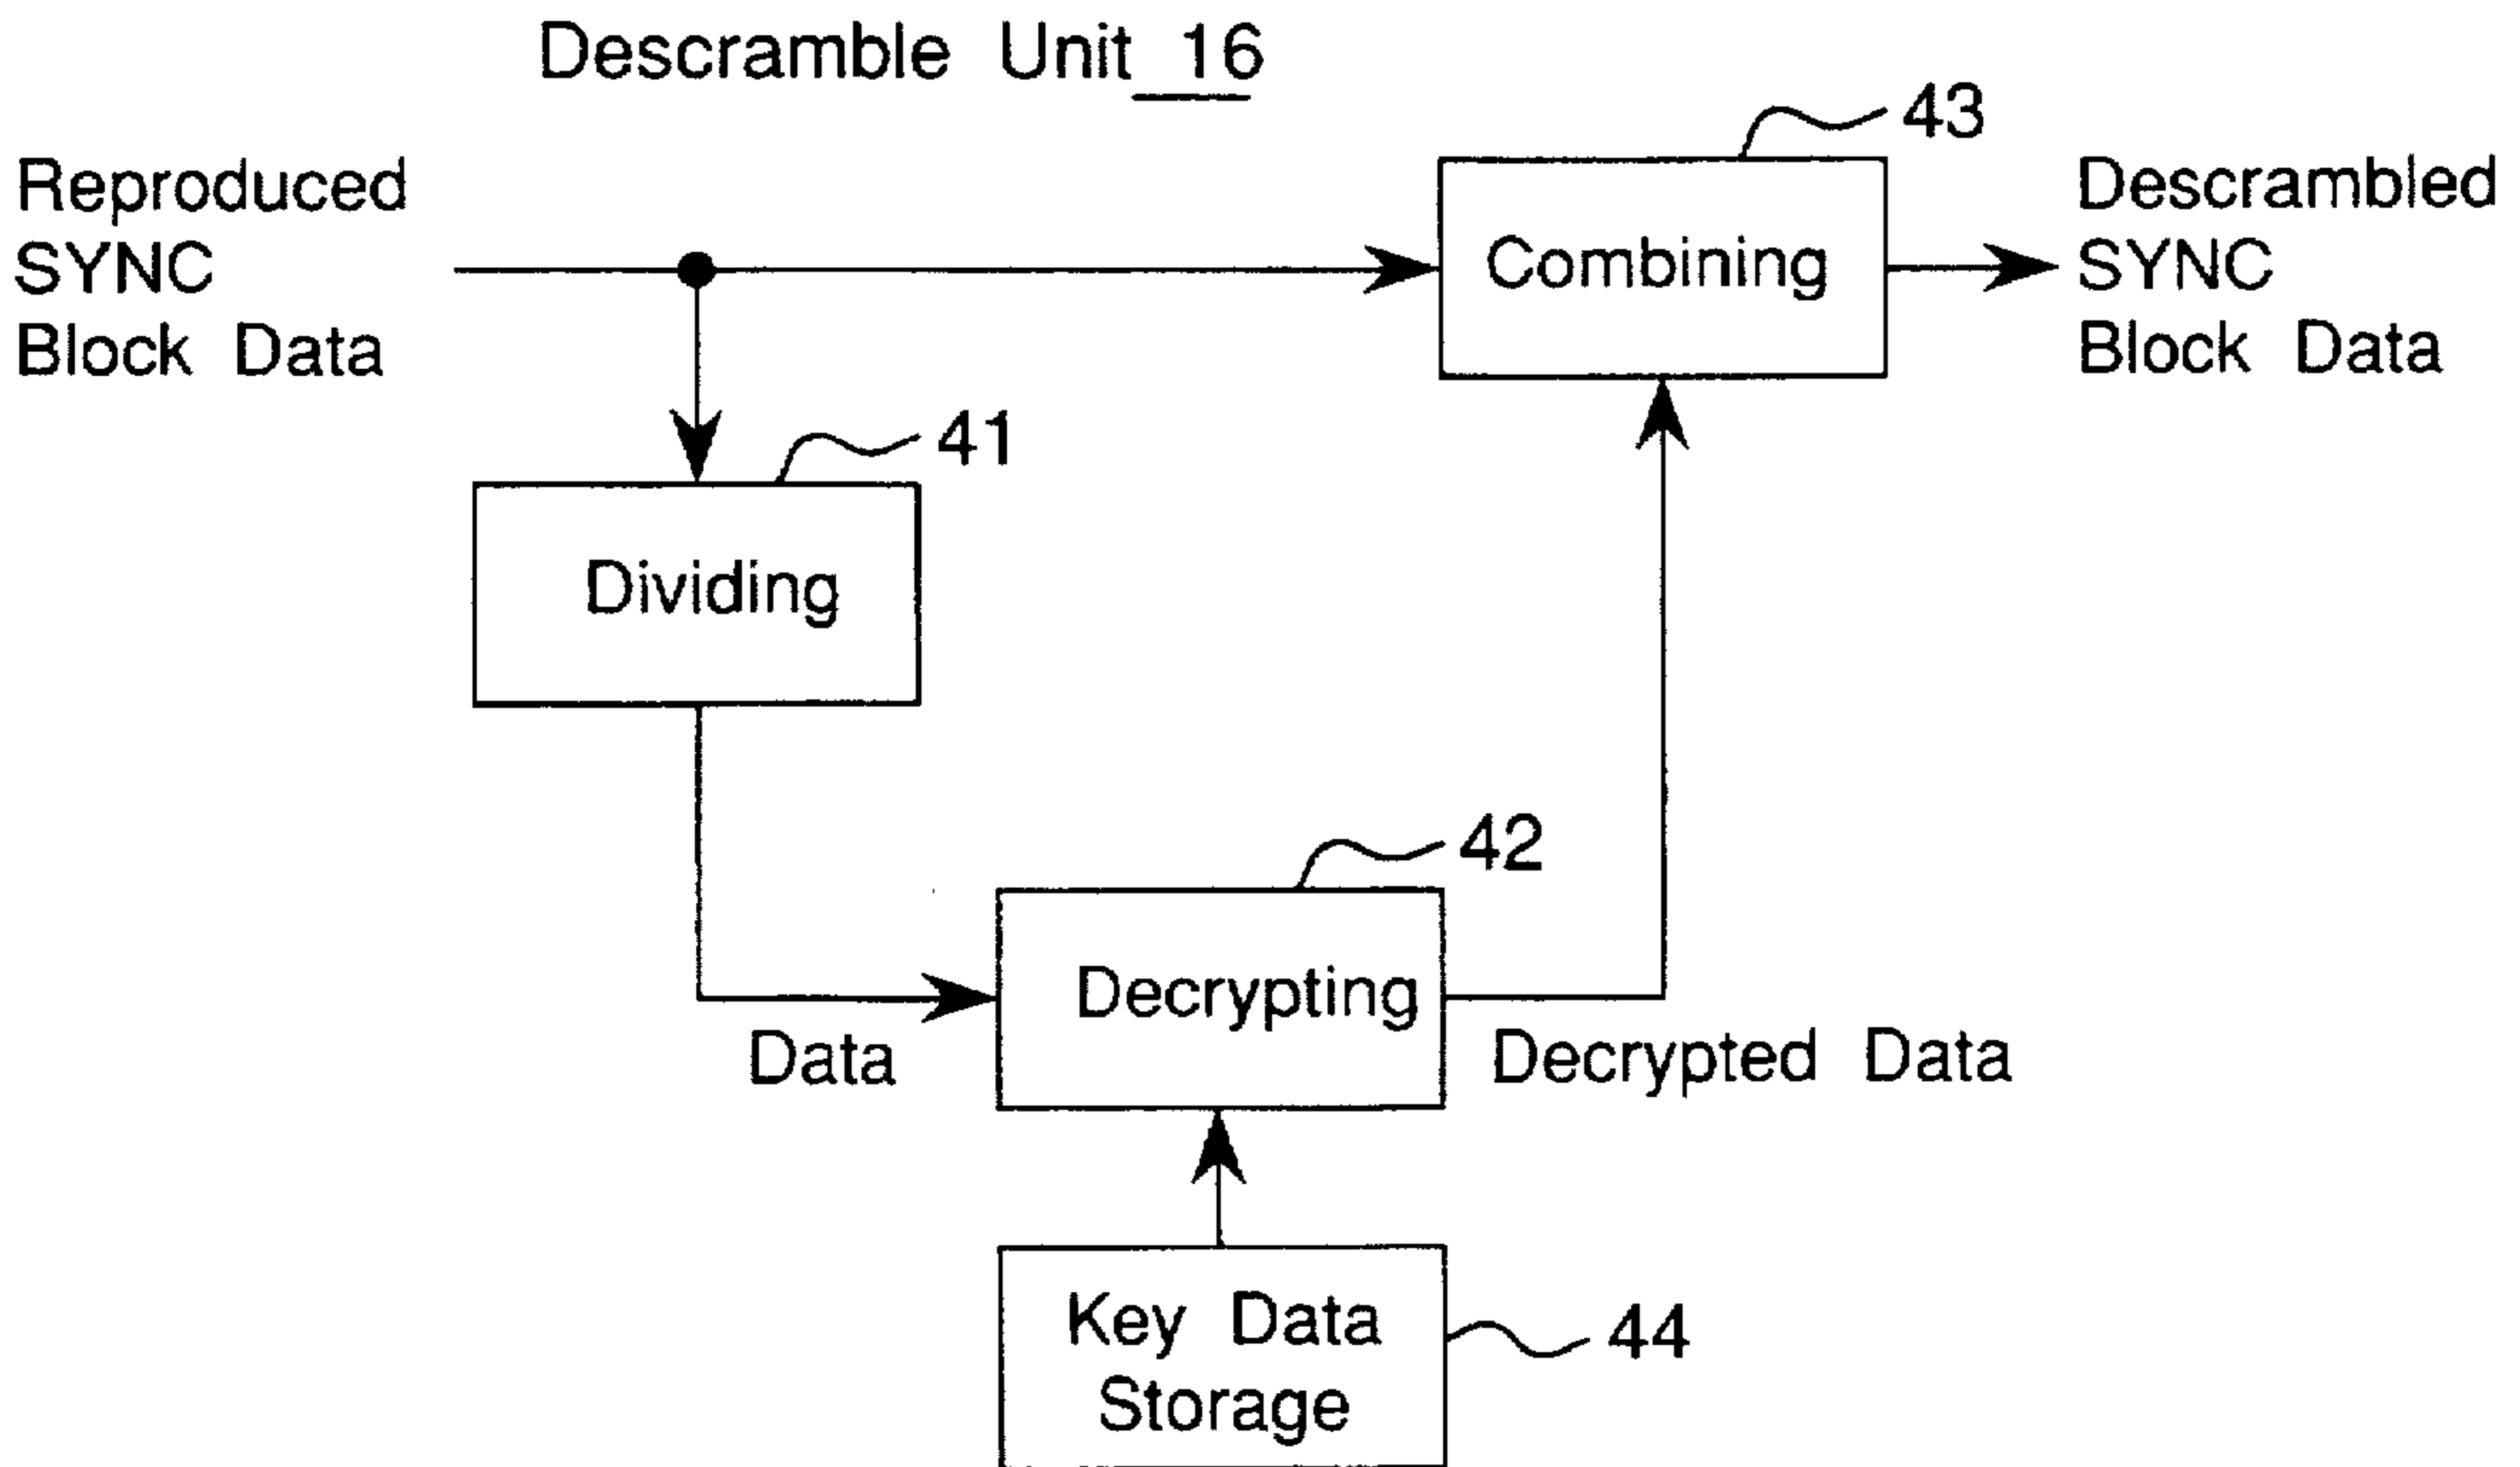 Descramble Unit 16
43
Reproduced
SYNC
Block Data
Combining
Descrambled
SYNC
Block Data
41
Dividing
42
Decrypting
Data
Decrypted Data
Key Data
Storage
44